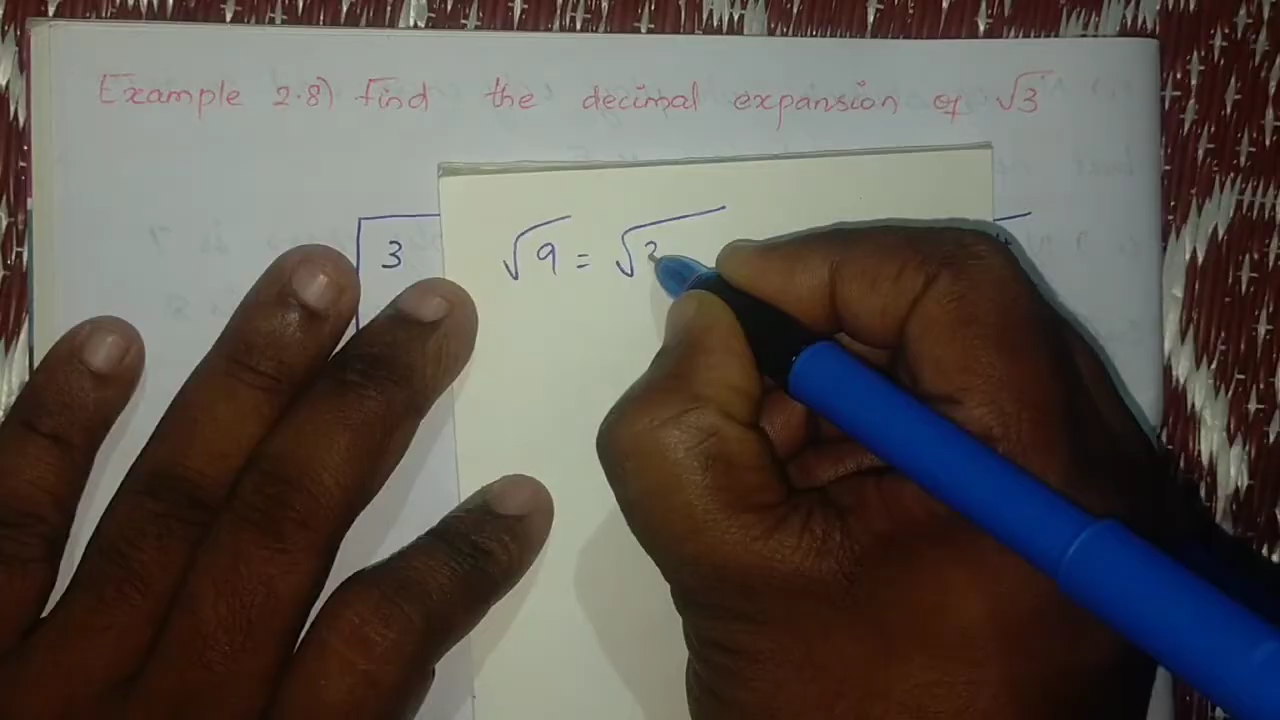 Example 2.8) Find the decimal expansion of √3
3
√9 = √3